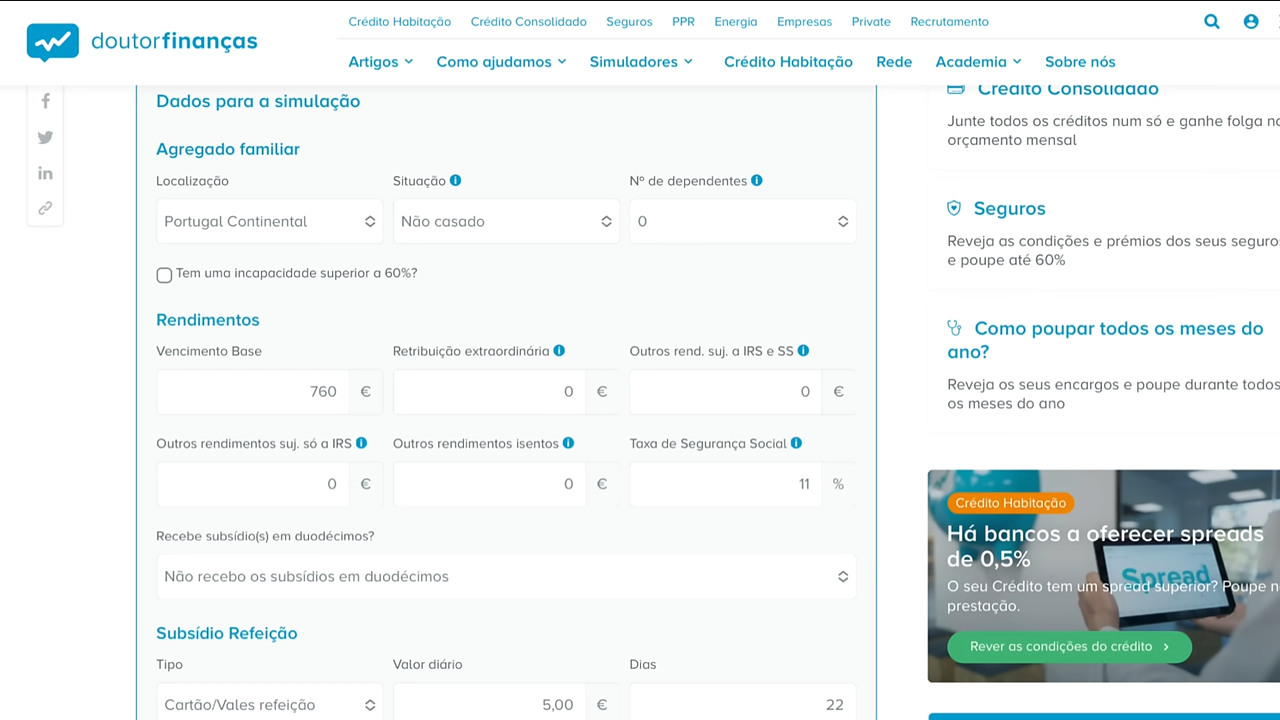 doutorfinanças
Crédito Habitação Crédito Consolidado Seguros PPR Energia Empresas Private Recrutamento
Artigos Como ajudamos Simuladores Crédito Habitação Rede Academia Sobre nós
Dados para a simulação
Agregado familiar
Localização Situação Nº de dependentes
Portugal Continental Não casado 0
Tem uma incapacidade superior a 60%?
Rendimentos
Vencimento Base Retribuição extraordinária Outros rend. suj. a IRS e SS
760 € 0 € 0 €
Outros rendimentos suj. só a IRS Outros rendimentos isentos Taxa de Segurança Social
0 € 0 € 11 %
Recebe subsídio(s) em duodécimos?
Não recebo os subsídios em duodécimos
Subsídio Refeição
Tipo Valor diário Dias
Cartão/Vales refeição 5,00 € 22
Crédito Consolidado
Junte todos os créditos num só e ganhe folga no
orçamento mensal
Seguros
Reveja as condições e prémios dos seus seguro
e poupe até 60%
Como poupar todos os meses do
ano?
Reveja os seus encargos e poupe durante todos
os meses do ano
Crédito Habitação
Há bancos a oferecer spreads
de 0,5%
Spread
O seu Crédito tem um spread superior? Poupe n
prestação.
Rever as condições do crédito